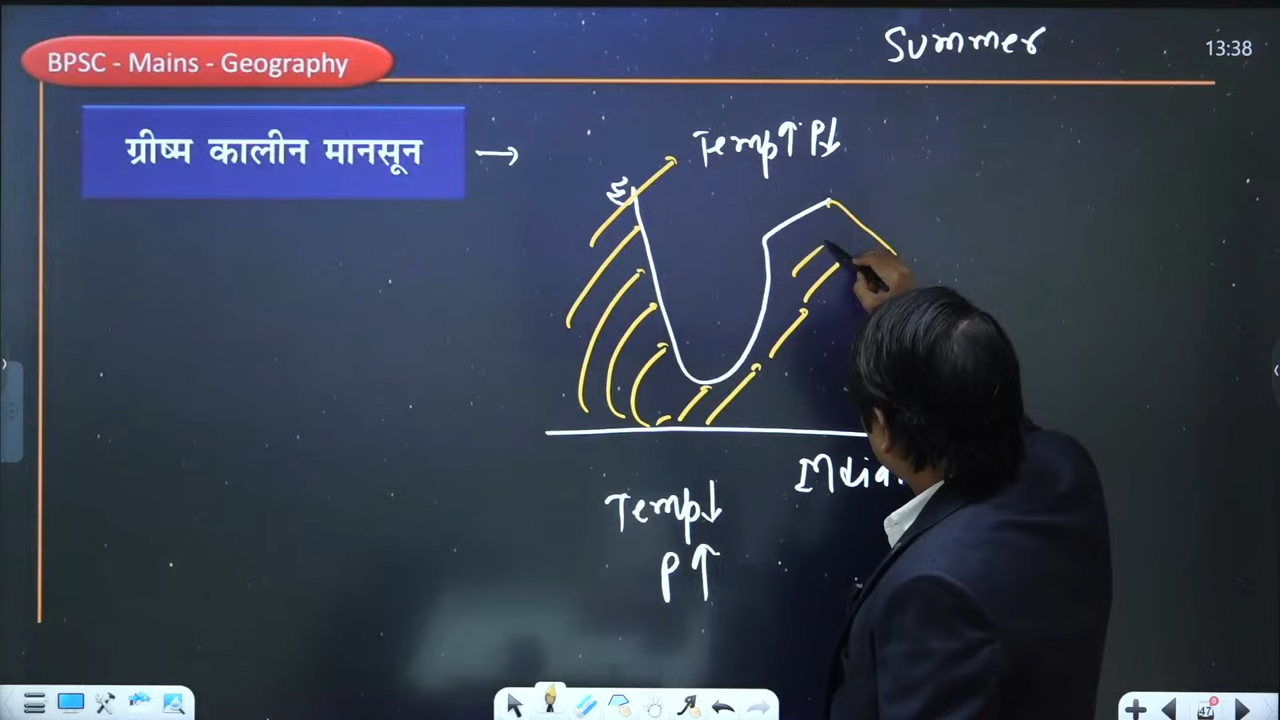 Summer
13:38
BPSC - Mains - Geography
ग्रीष्म कालीन मानसून →
Temp↑ P↓
Temp↓
P↑